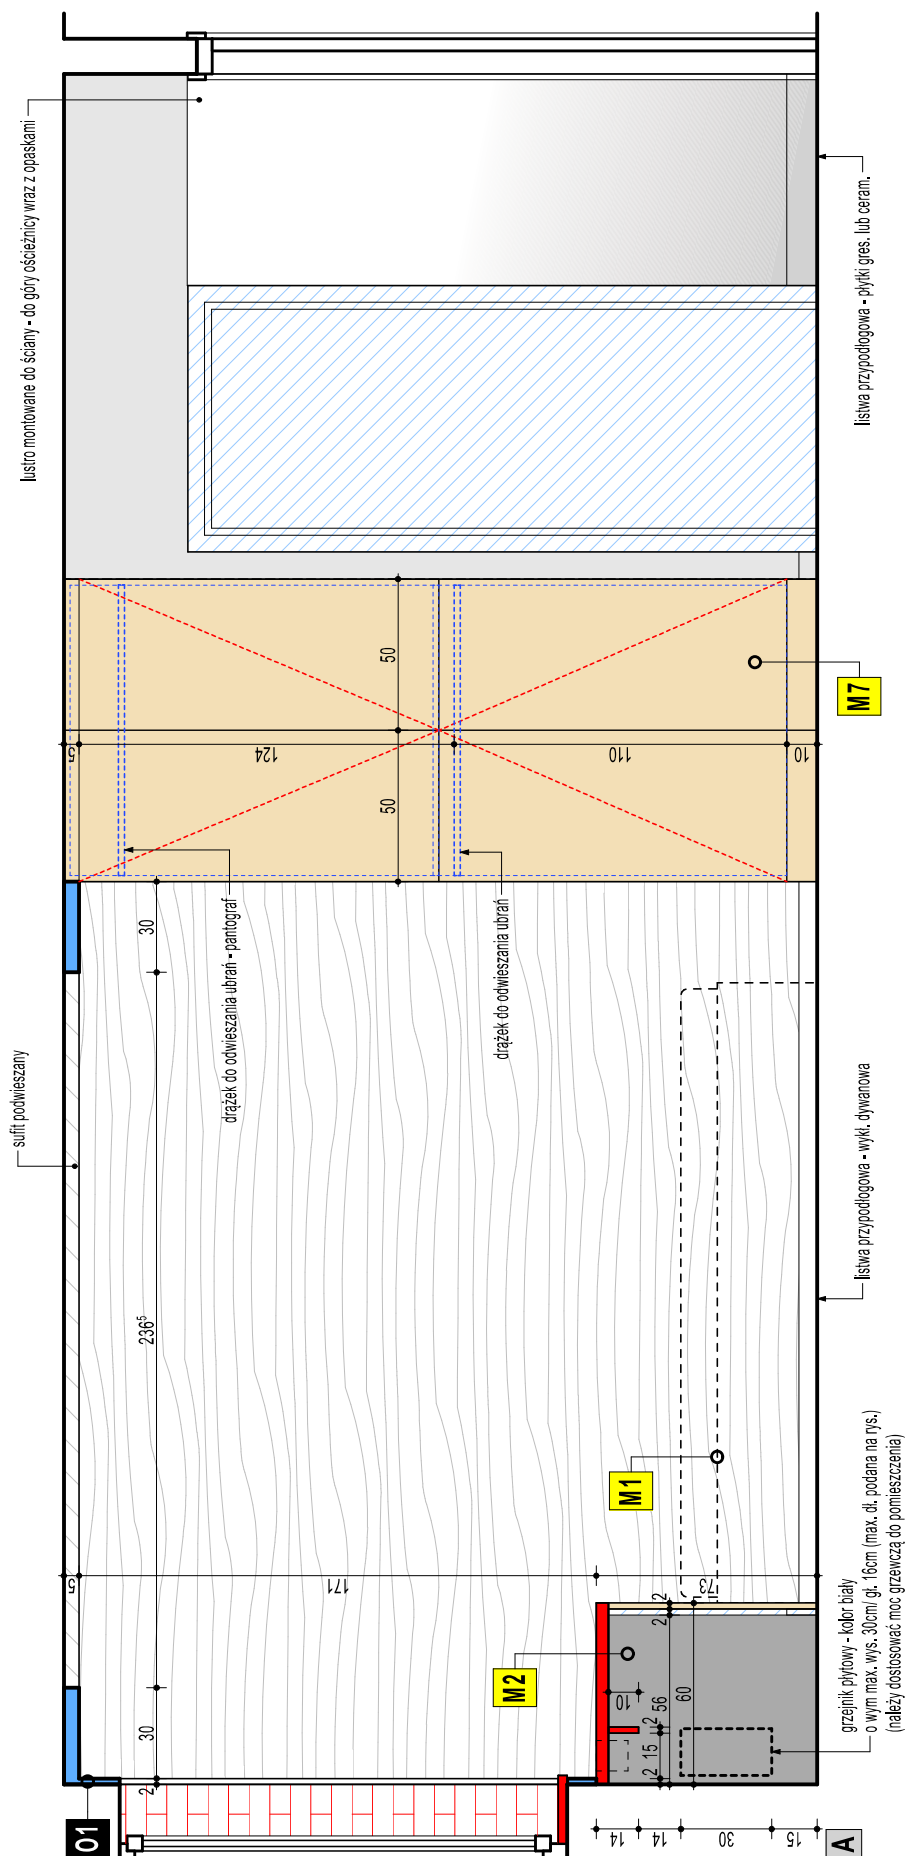 lustro montowane do ściany - do góry ościeżnicy wraz z opaskami
listwa przypodłogowa - płytki gres. lub ceram.
M7
50
50
5
124
110
10
drążek do odwieszania ubrań - pantograf
drążek do odwieszania ubrań
30
236⁵
30
2
sufit podwieszany
listwa przypodłogowa - wykł. dywanowa
M1
5
171
73
M2
2
2
10
56
60
2
15
2
grzejnik płytowy - kolor biały
o wym max. wys. 30cm/ gł. 16cm (max. dł. podana na rys.)
(należy dostosować moc grzewczą do pomieszczenia)
01
14
14
30
15
A